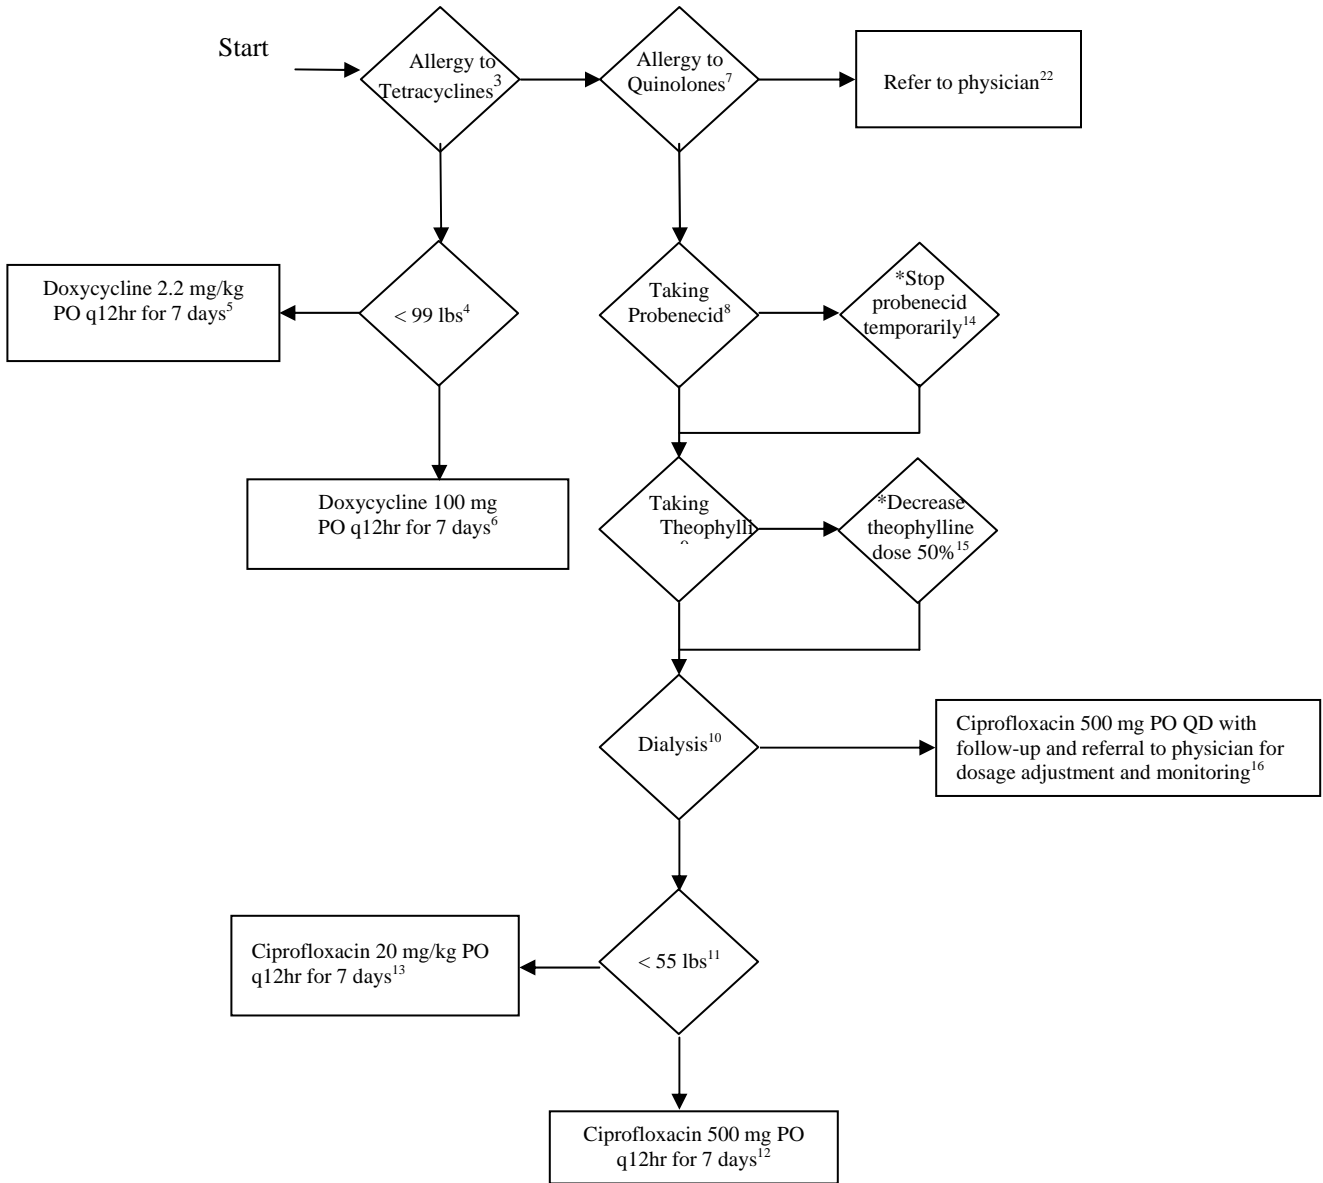 Start
Allergy to
Tetracyclines³
Allergy to
Quinolones⁷
Refer to physician²²
Doxycycline 2.2 mg/kg
PO q12hr for 7 days⁵
< 99 lbs⁴
Taking
Probenecid⁸
*Stop
probenecid
temporarily¹⁴
Doxycycline 100 mg
PO q12hr for 7 days⁶
Taking
Theophylli
*Decrease
theophylline
dose 50%¹⁵
Dialysis¹⁰
Ciprofloxacin 500 mg PO QD with
follow-up and referral to physician for
dosage adjustment and monitoring¹⁶
Ciprofloxacin 20 mg/kg PO
q12hr for 7 days¹³
< 55 lbs¹¹
Ciprofloxacin 500 mg PO
q12hr for 7 days¹²